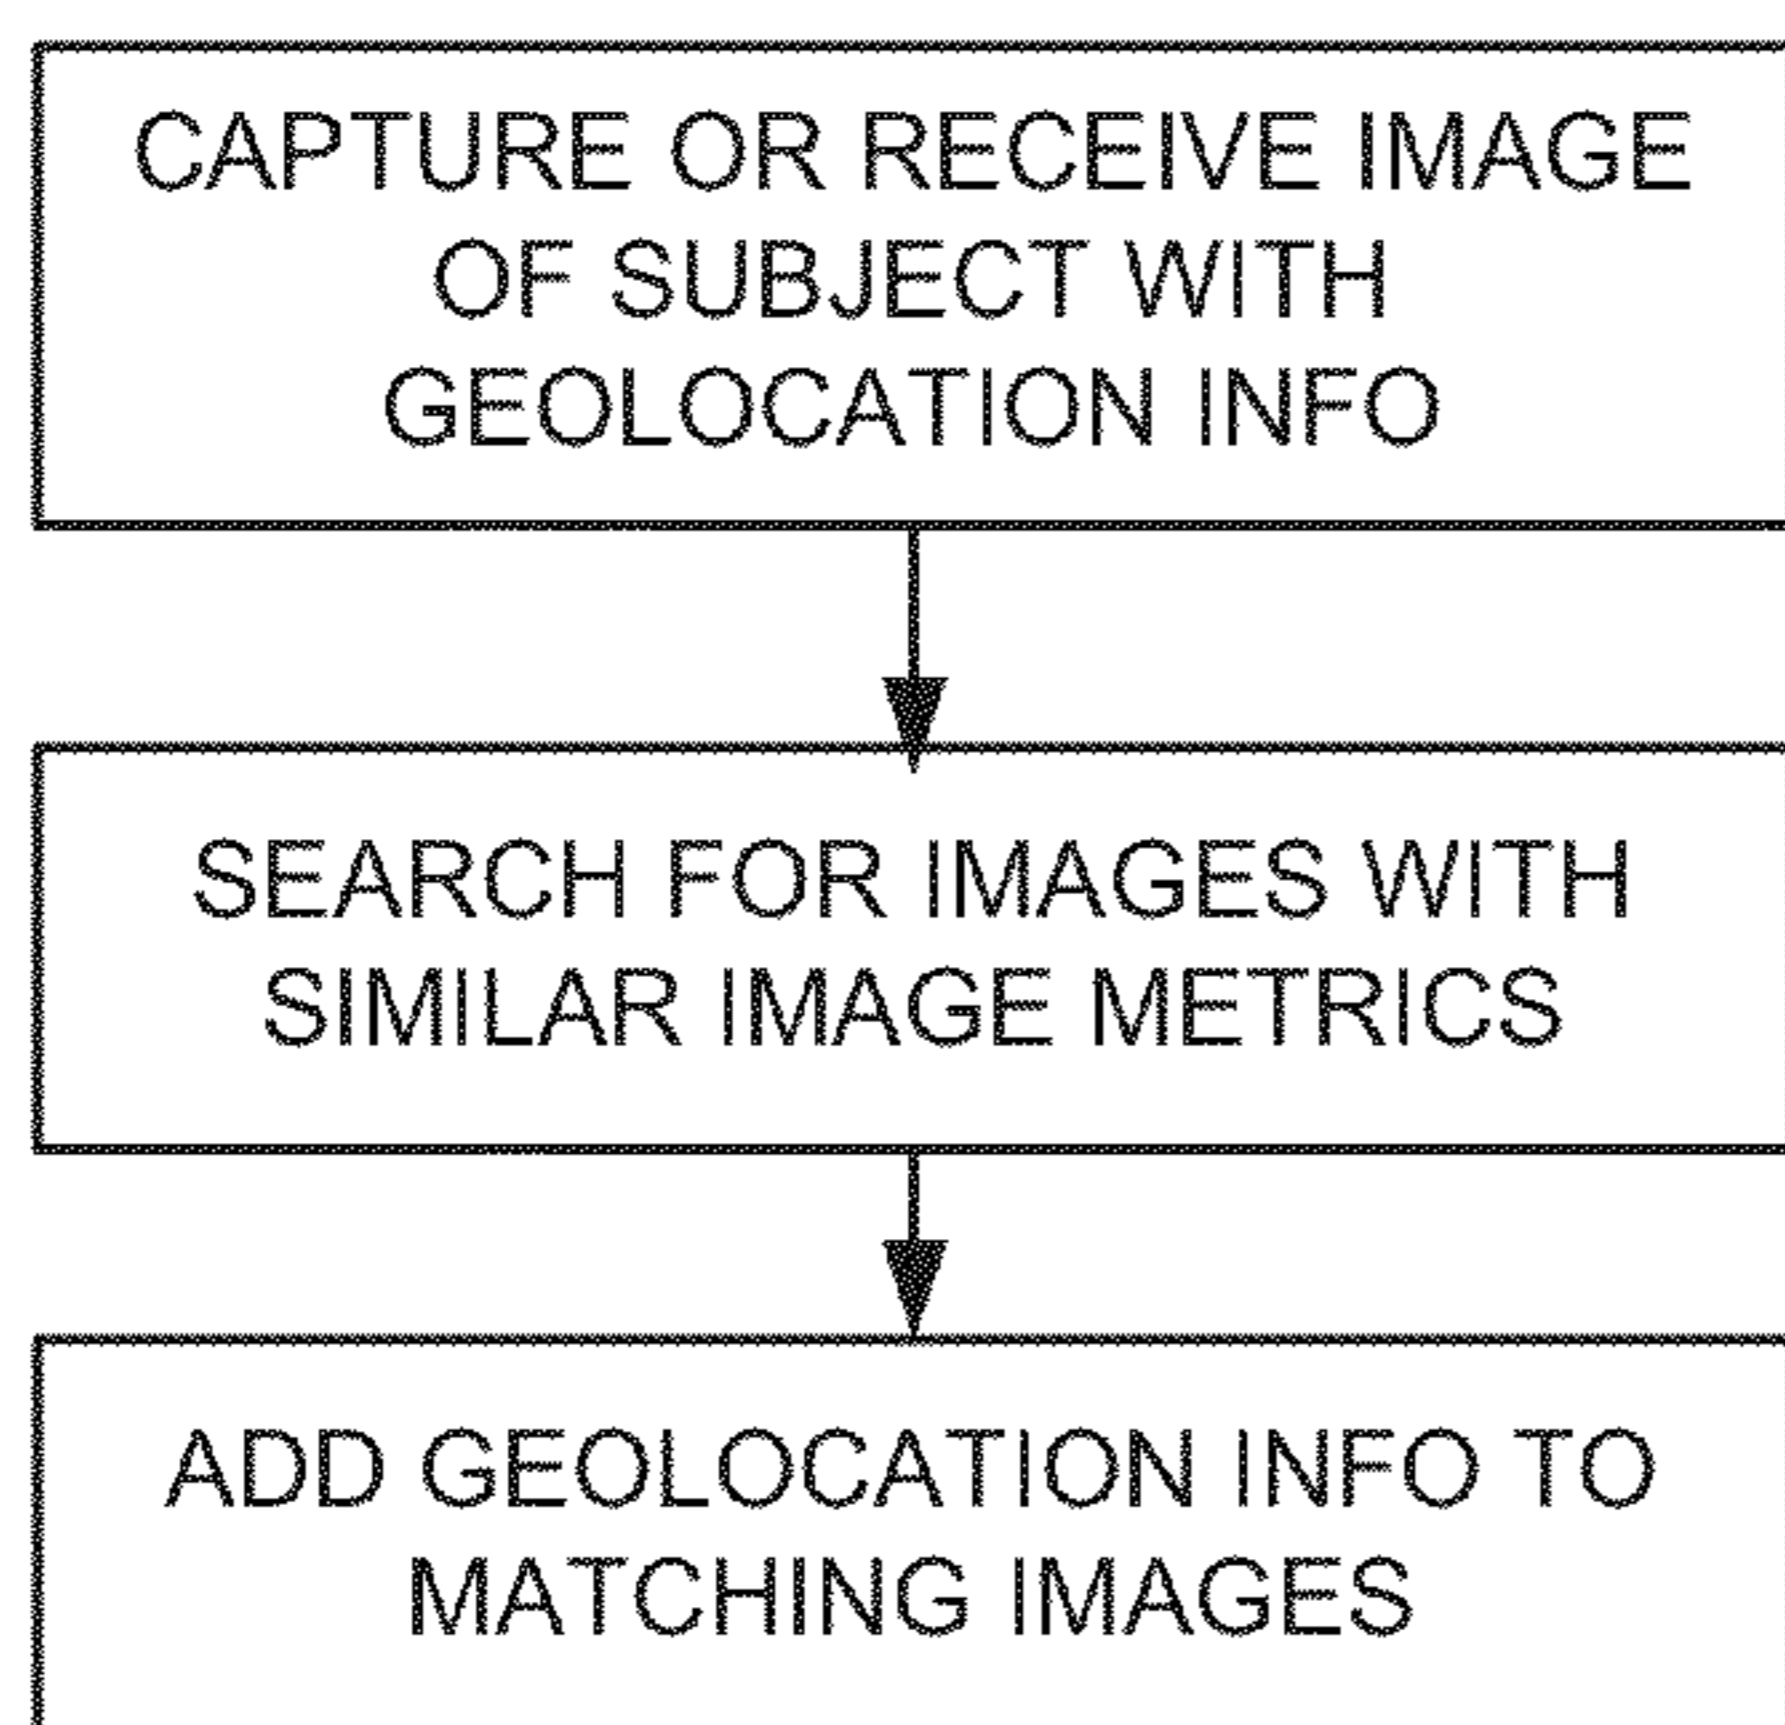 CAPTURE OR RECEIVE IMAGE
OF SUBJECT WITH
GEOLOCATION INFO
SEARCH FOR IMAGES WITH
SIMILAR IMAGE METRICS
ADD GEOLOCATION INFO TO
MATCHING IMAGES